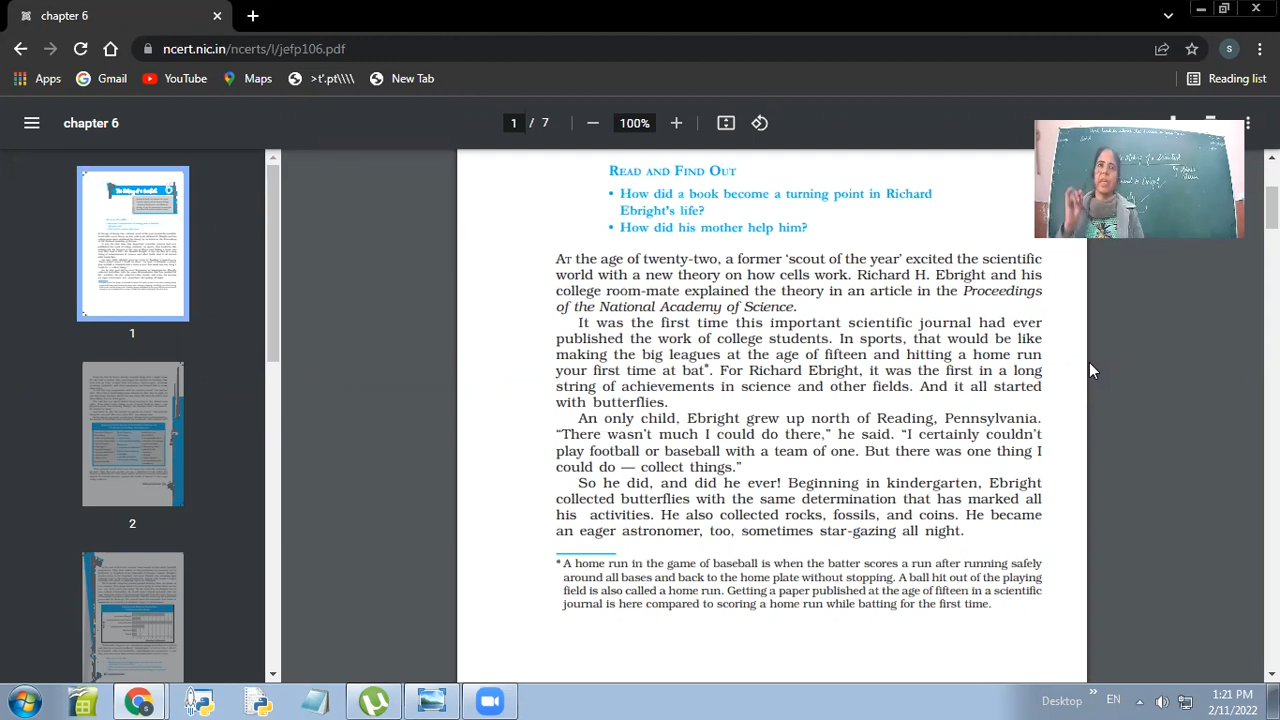 chapter 6
ncert.nic.in/ncerts/l/jefp106.pdf
s
Apps
Gmail
YouTube
Maps
>'t'.pt\\\\
New Tab
Reading list
chapter 6
1 / 7
100%
READ AND FIND OUT
• How did a book become a turning point in Richard
Ebright's life?
• How did his mother help him?
At the age of twenty-two, a former ‘scout of the year’ excited the scientific
world with a new theory on how cells work. Richard H. Ebright and his
college room-mate explained the theory in an article in the Proceedings
of the National Academy of Science.
It was the first time this important scientific journal had ever
published the work of college students. In sports, that would be like
making the big leagues at the age of fifteen and hitting a home run
your first time at bat*. For Richard Ebright, it was the first in a long
string of achievements in science and other fields. And it all started
with butterflies.
An only child, Ebright grew up north of Reading, Pennsylvania.
“There wasn't much I could do there,” he said. “I certainly couldn't
play football or baseball with a team of one. But there was one thing I
could do — collect things.”
So he did, and did he ever! Beginning in kindergarten, Ebright
collected butterflies with the same determination that has marked all
his activities. He also collected rocks, fossils, and coins. He became
an eager astronomer, too, sometimes star-gazing all night.
* A home run in the game of baseball is when the batter scores a run after running safely
around all bases and back to the home plate without stopping. A ball hit out of the playing
field is also called a home run. Getting a paper published at the age of fifteen in a scientific
journal is here compared to scoring a home run while batting for the first time.
1
2
Desktop
EN
1:21 PM
2/11/2022